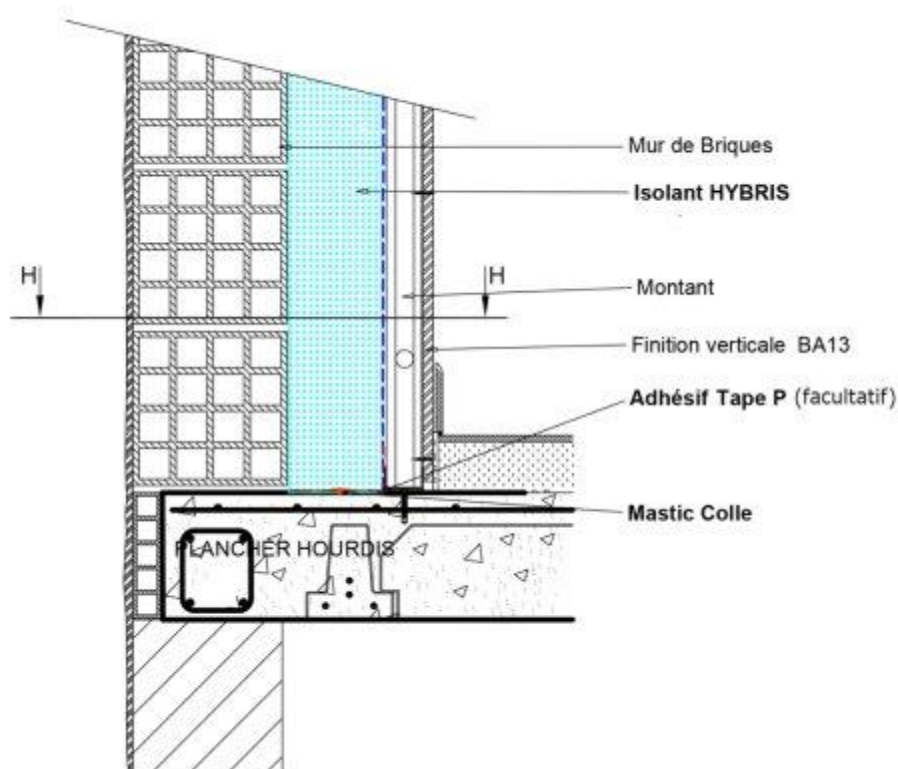 Mur de Briques
Isolant HYBRIS
H H
Montant
Finition verticale BA13
Adhésif Tape P (facultatif)
Mastic Colle
PLANCHER HOURDIS